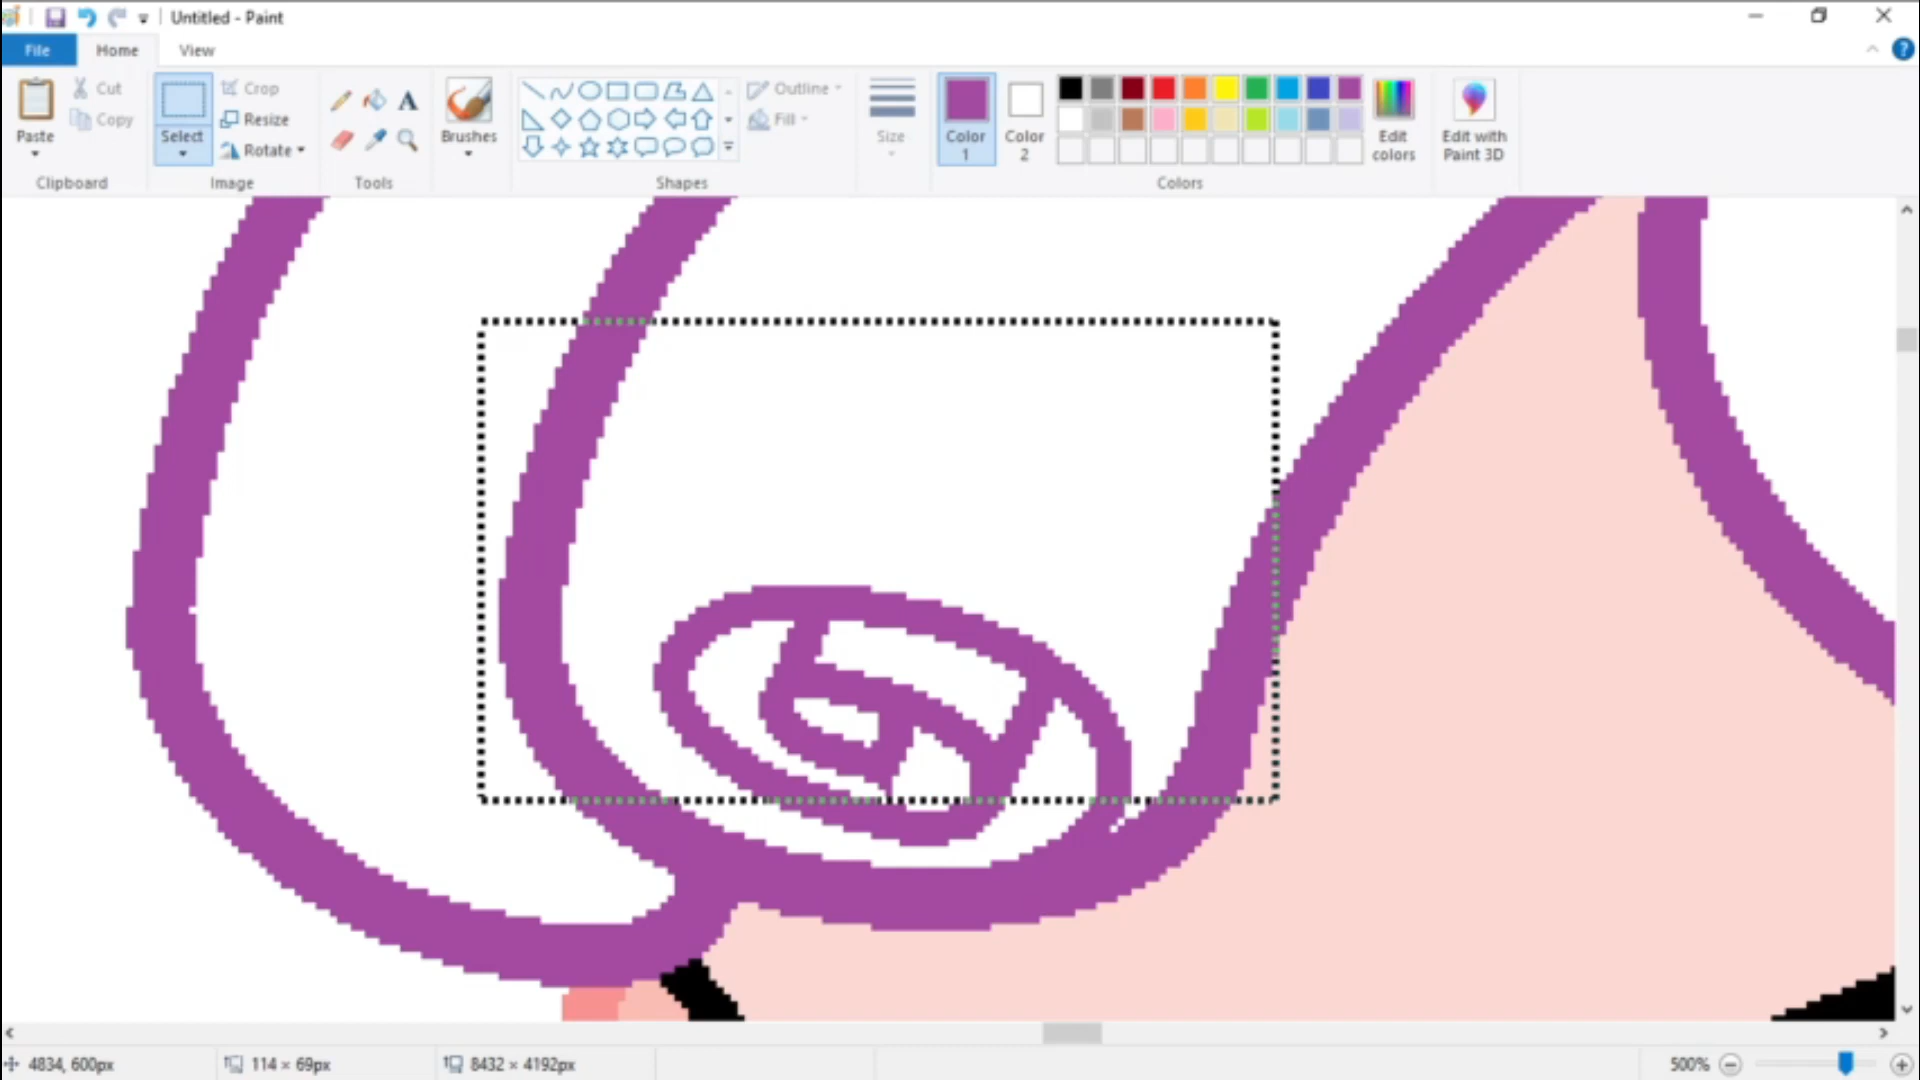 Untitled - Paint
File Home View
Paste
Cut
Copy
Clipboard
Select
Crop
Resize
Rotate
Image
A
Tools
Brushes
Shapes
Outline
Fill
Size
Color
1
Color
2
Colors
Edit
colors
Edit with
Paint 3D
?
4834, 600px
114 × 69px
8432 × 4192px
500%